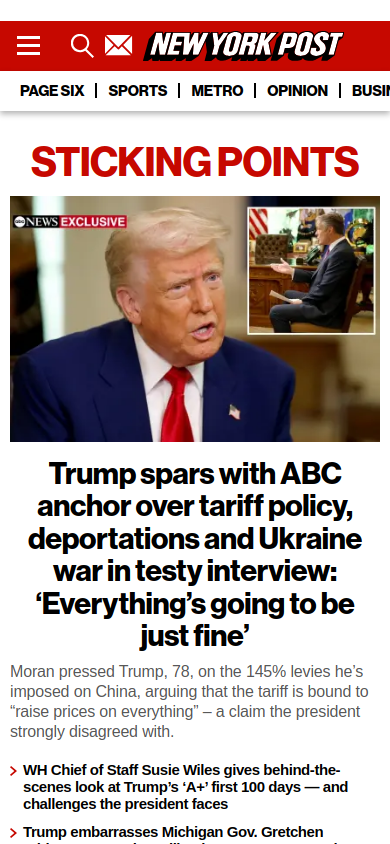 NEW YORK POST
PAGE SIX
SPORTS
METRO
OPINION
BUSIN
STICKING POINTS
abc NEWS EXCLUSIVE
Trump spars with ABC
anchor over tariff policy,
deportations and Ukraine
war in testy interview:
‘Everything’s going to be
just fine’
Moran pressed Trump, 78, on the 145% levies he’s
imposed on China, arguing that the tariff is bound to
“raise prices on everything” – a claim the president
strongly disagreed with.
WH Chief of Staff Susie Wiles gives behind-the-
scenes look at Trump’s ‘A+’ first 100 days — and
challenges the president faces
Trump embarrasses Michigan Gov. Gretchen